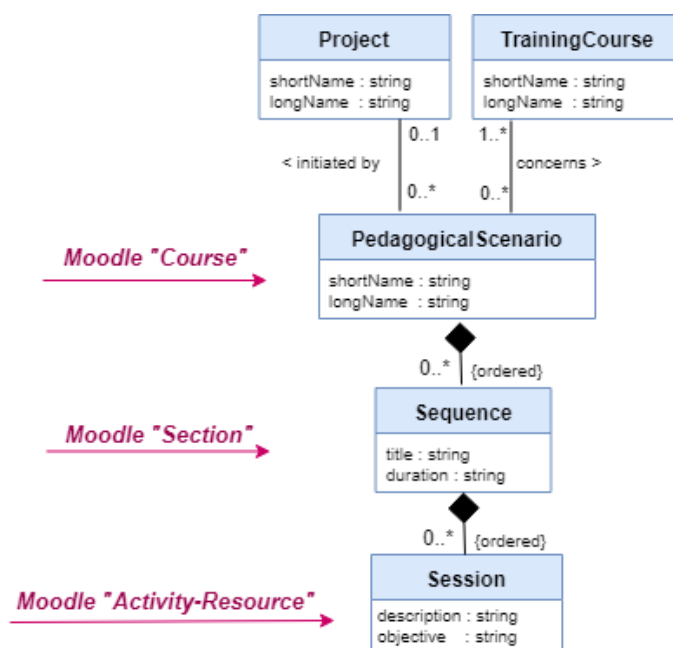 Project
shortName : string
longName : string
TrainingCourse
shortName : string
longName : string
0..1
1..*
< initiated by
concerns >
0..*
0..*
Moodle "Course"
PedagogicalScenario
shortName : string
longName : string
0..*
{ordered}
Moodle "Section"
Sequence
title : string
duration : string
0..*
{ordered}
Moodle "Activity-Resource"
Session
description : string
objective : string